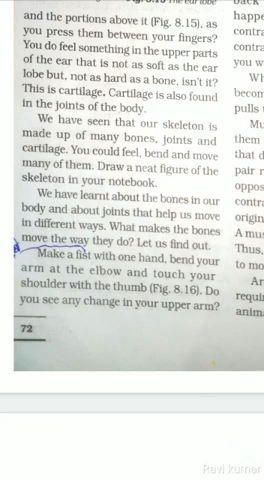 Fig. 8.15 The ear lobe
and the portions above it (Fig. 8.15), as
you press them between your fingers?
You do feel something in the upper parts
of the ear that is not as soft as the ear
lobe but, not as hard as a bone, isn't it?
This is cartilage. Cartilage is also found
in the joints of the body.
We have seen that our skeleton is
made up of many bones, joints and
cartilage. You could feel, bend and move
many of them. Draw a neat figure of the
skeleton in your notebook.
We have learnt about the bones in our
body and about joints that help us move
in different ways. What makes the bones
move the way they do? Let us find out.
Make a fist with one hand, bend your
arm at the elbow and touch your
shoulder with the thumb (Fig. 8.16). Do
you see any change in your upper arm?
72
back
happe
contra
contra
you w
Wh
becom
pulls
Mu
them
that d
pair r
oppos
contra
origin
A mus
Thus,
to mo
Ar
requi
anima
Ravi kumar